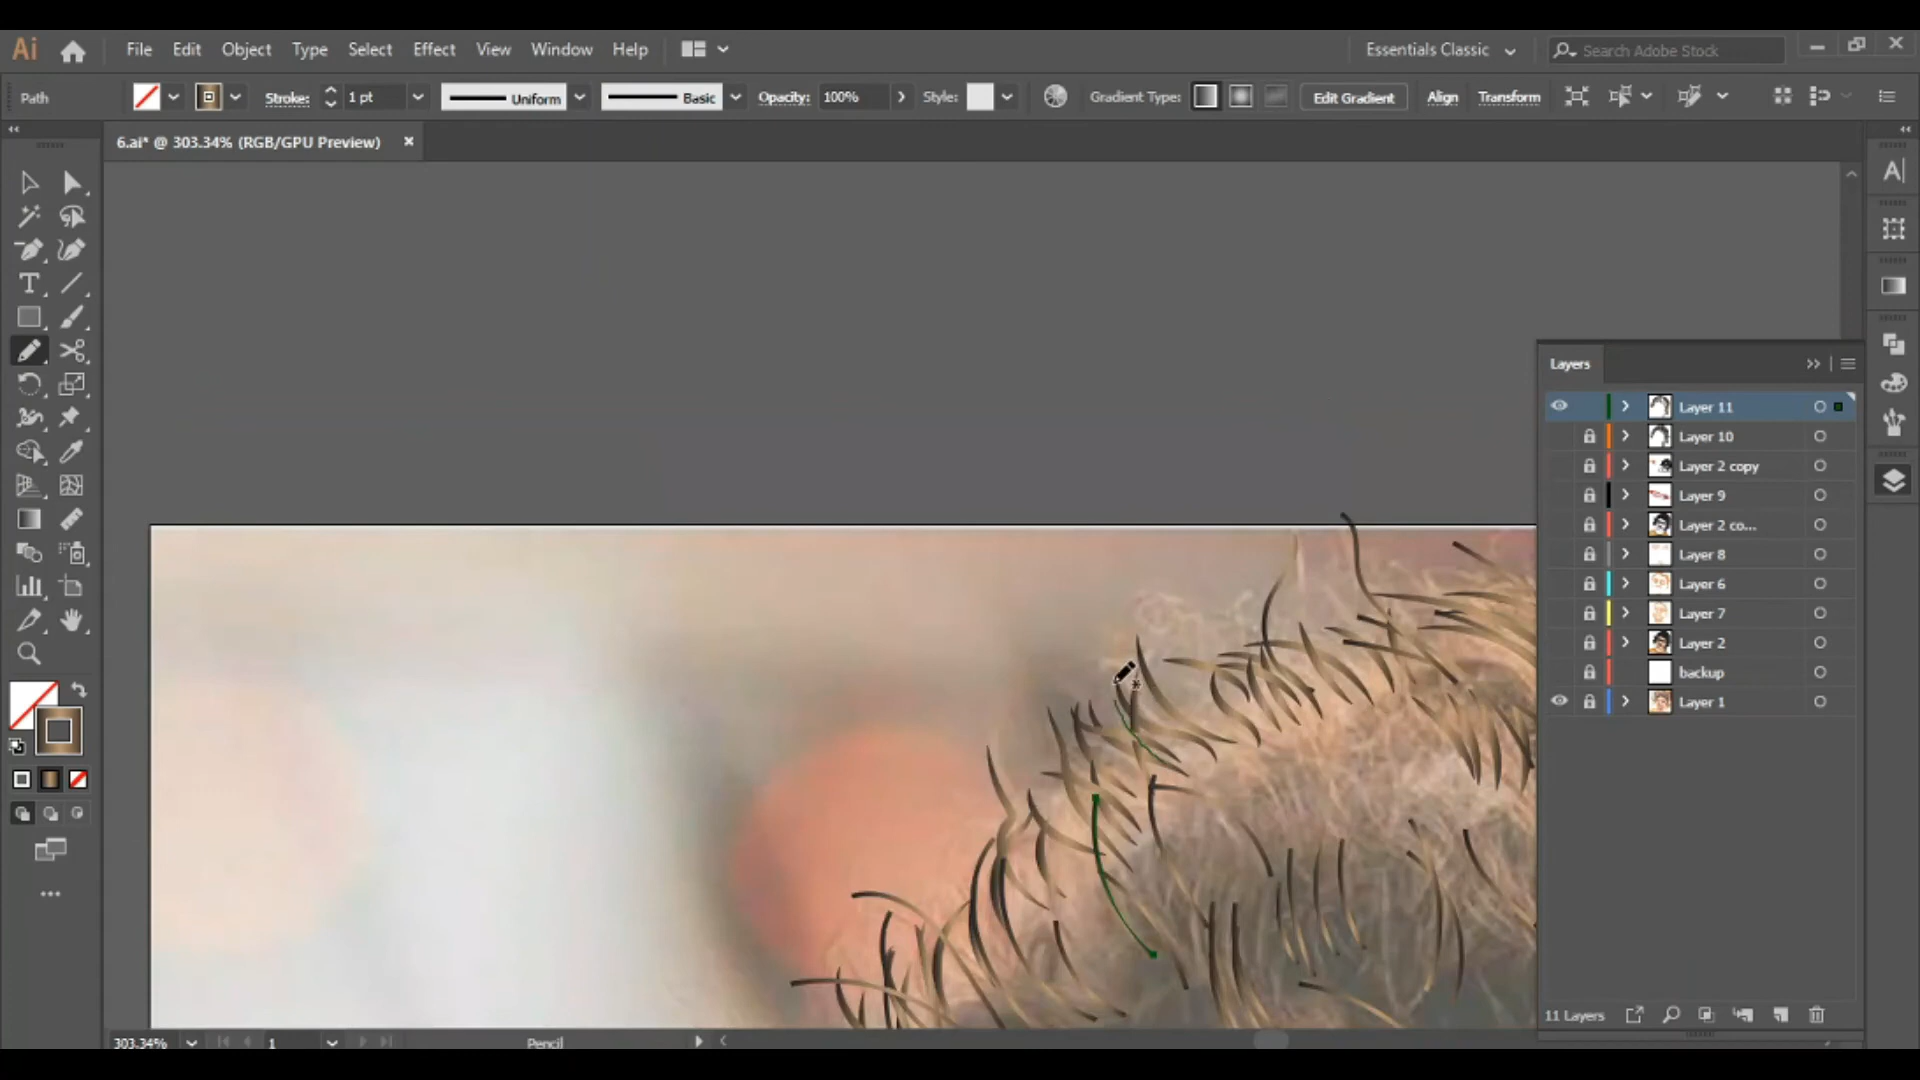 Ai File Edit Object Type Select Effect View Window Help Essentials Classic Search Adobe Stock
Path Stroke: 1 pt Uniform Basic Opacity: 100% Style: Gradient Type: Edit Gradient Align Transform
6.ai* @ 303.34% (RGB/GPU Preview)
Layers
Layer 11
Layer 10
Layer 2 copy
Layer 9
Layer 2 co...
Layer 8
Layer 6
Layer 7
Layer 2
backup
Layer 1
11 Layers
303.34% 1 Pencil